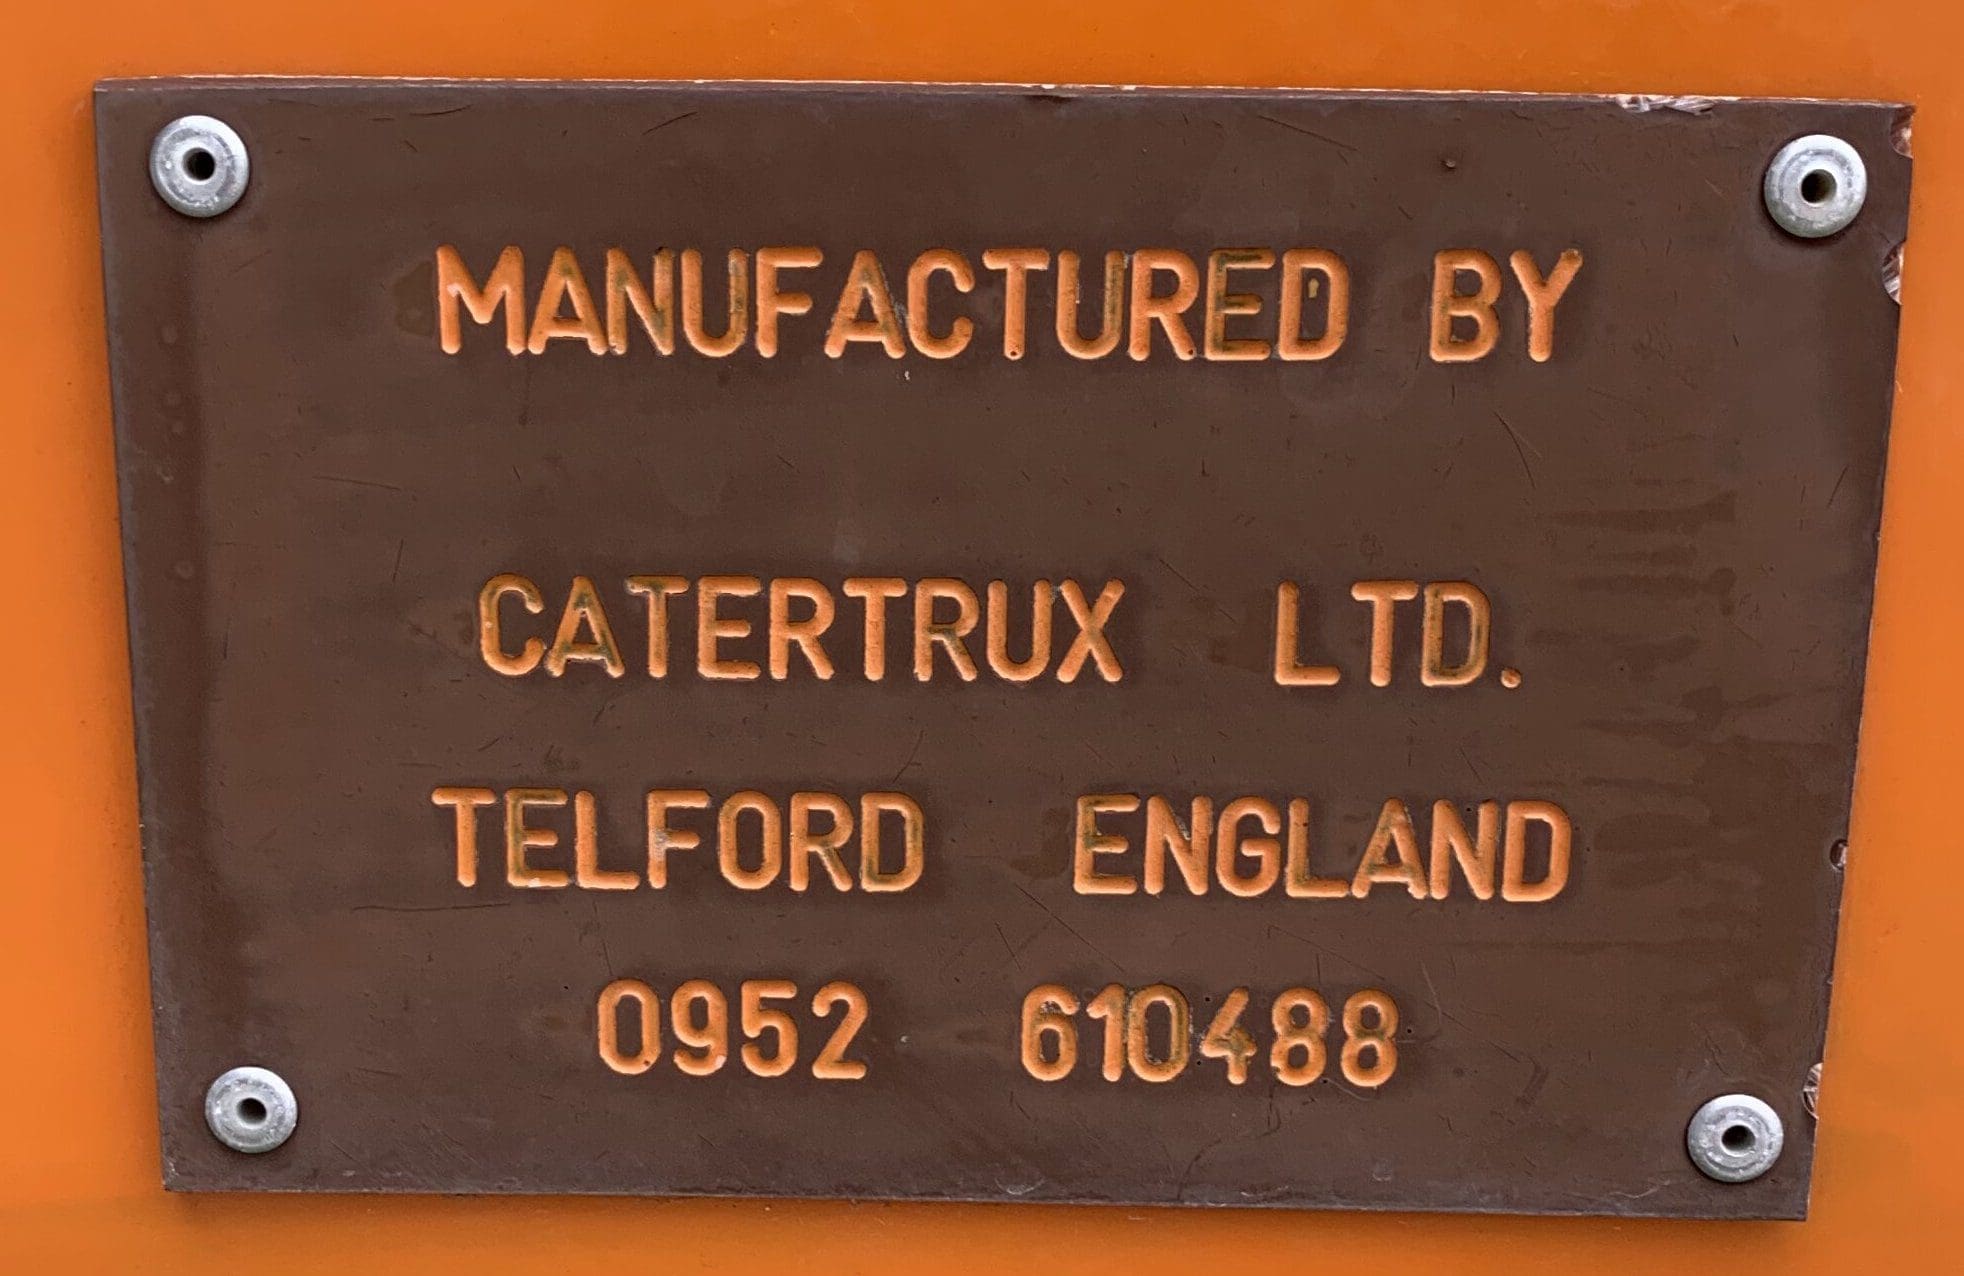 MANUFACTURED BY
CATERTRUX LTD.
TELFORD ENGLAND
0952 610488